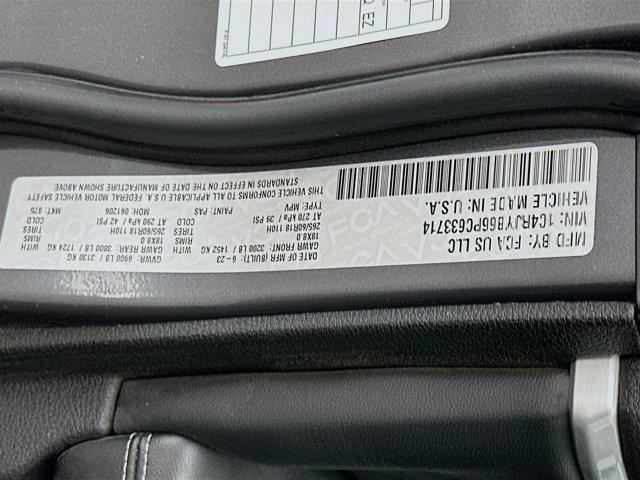 MFD BY: FCA US LLC
DATE OF MFR (BUILT): 6-23
GVWR: 6900 LB / 3130 KG
GAWR FRONT: 3200 LB / 1452 KG
WITH
GAWR REAR: 3800 LB / 1724 KG
WITH
265/60R18 110H
TIRES
265/60R18 110H
TIRES
18X8.0
RIMS
18X8.0
RIMS
AT 270 kPa / 39 PSI
COLD
AT 290 kPa / 42 PSI
COLD
VIN: 1C4RJYB66PC633714
TYPE: MPV
PAINT: PAS
MDH: 061206
MKT: 972
VEHICLE MADE IN: U.S.A.
THIS VEHICLE CONFORMS TO ALL APPLICABLE U.S.A. FEDERAL MOTOR VEHICLE SAFETY
STANDARDS IN EFFECT ON THE DATE OF MANUFACTURE SHOWN ABOVE
EZ